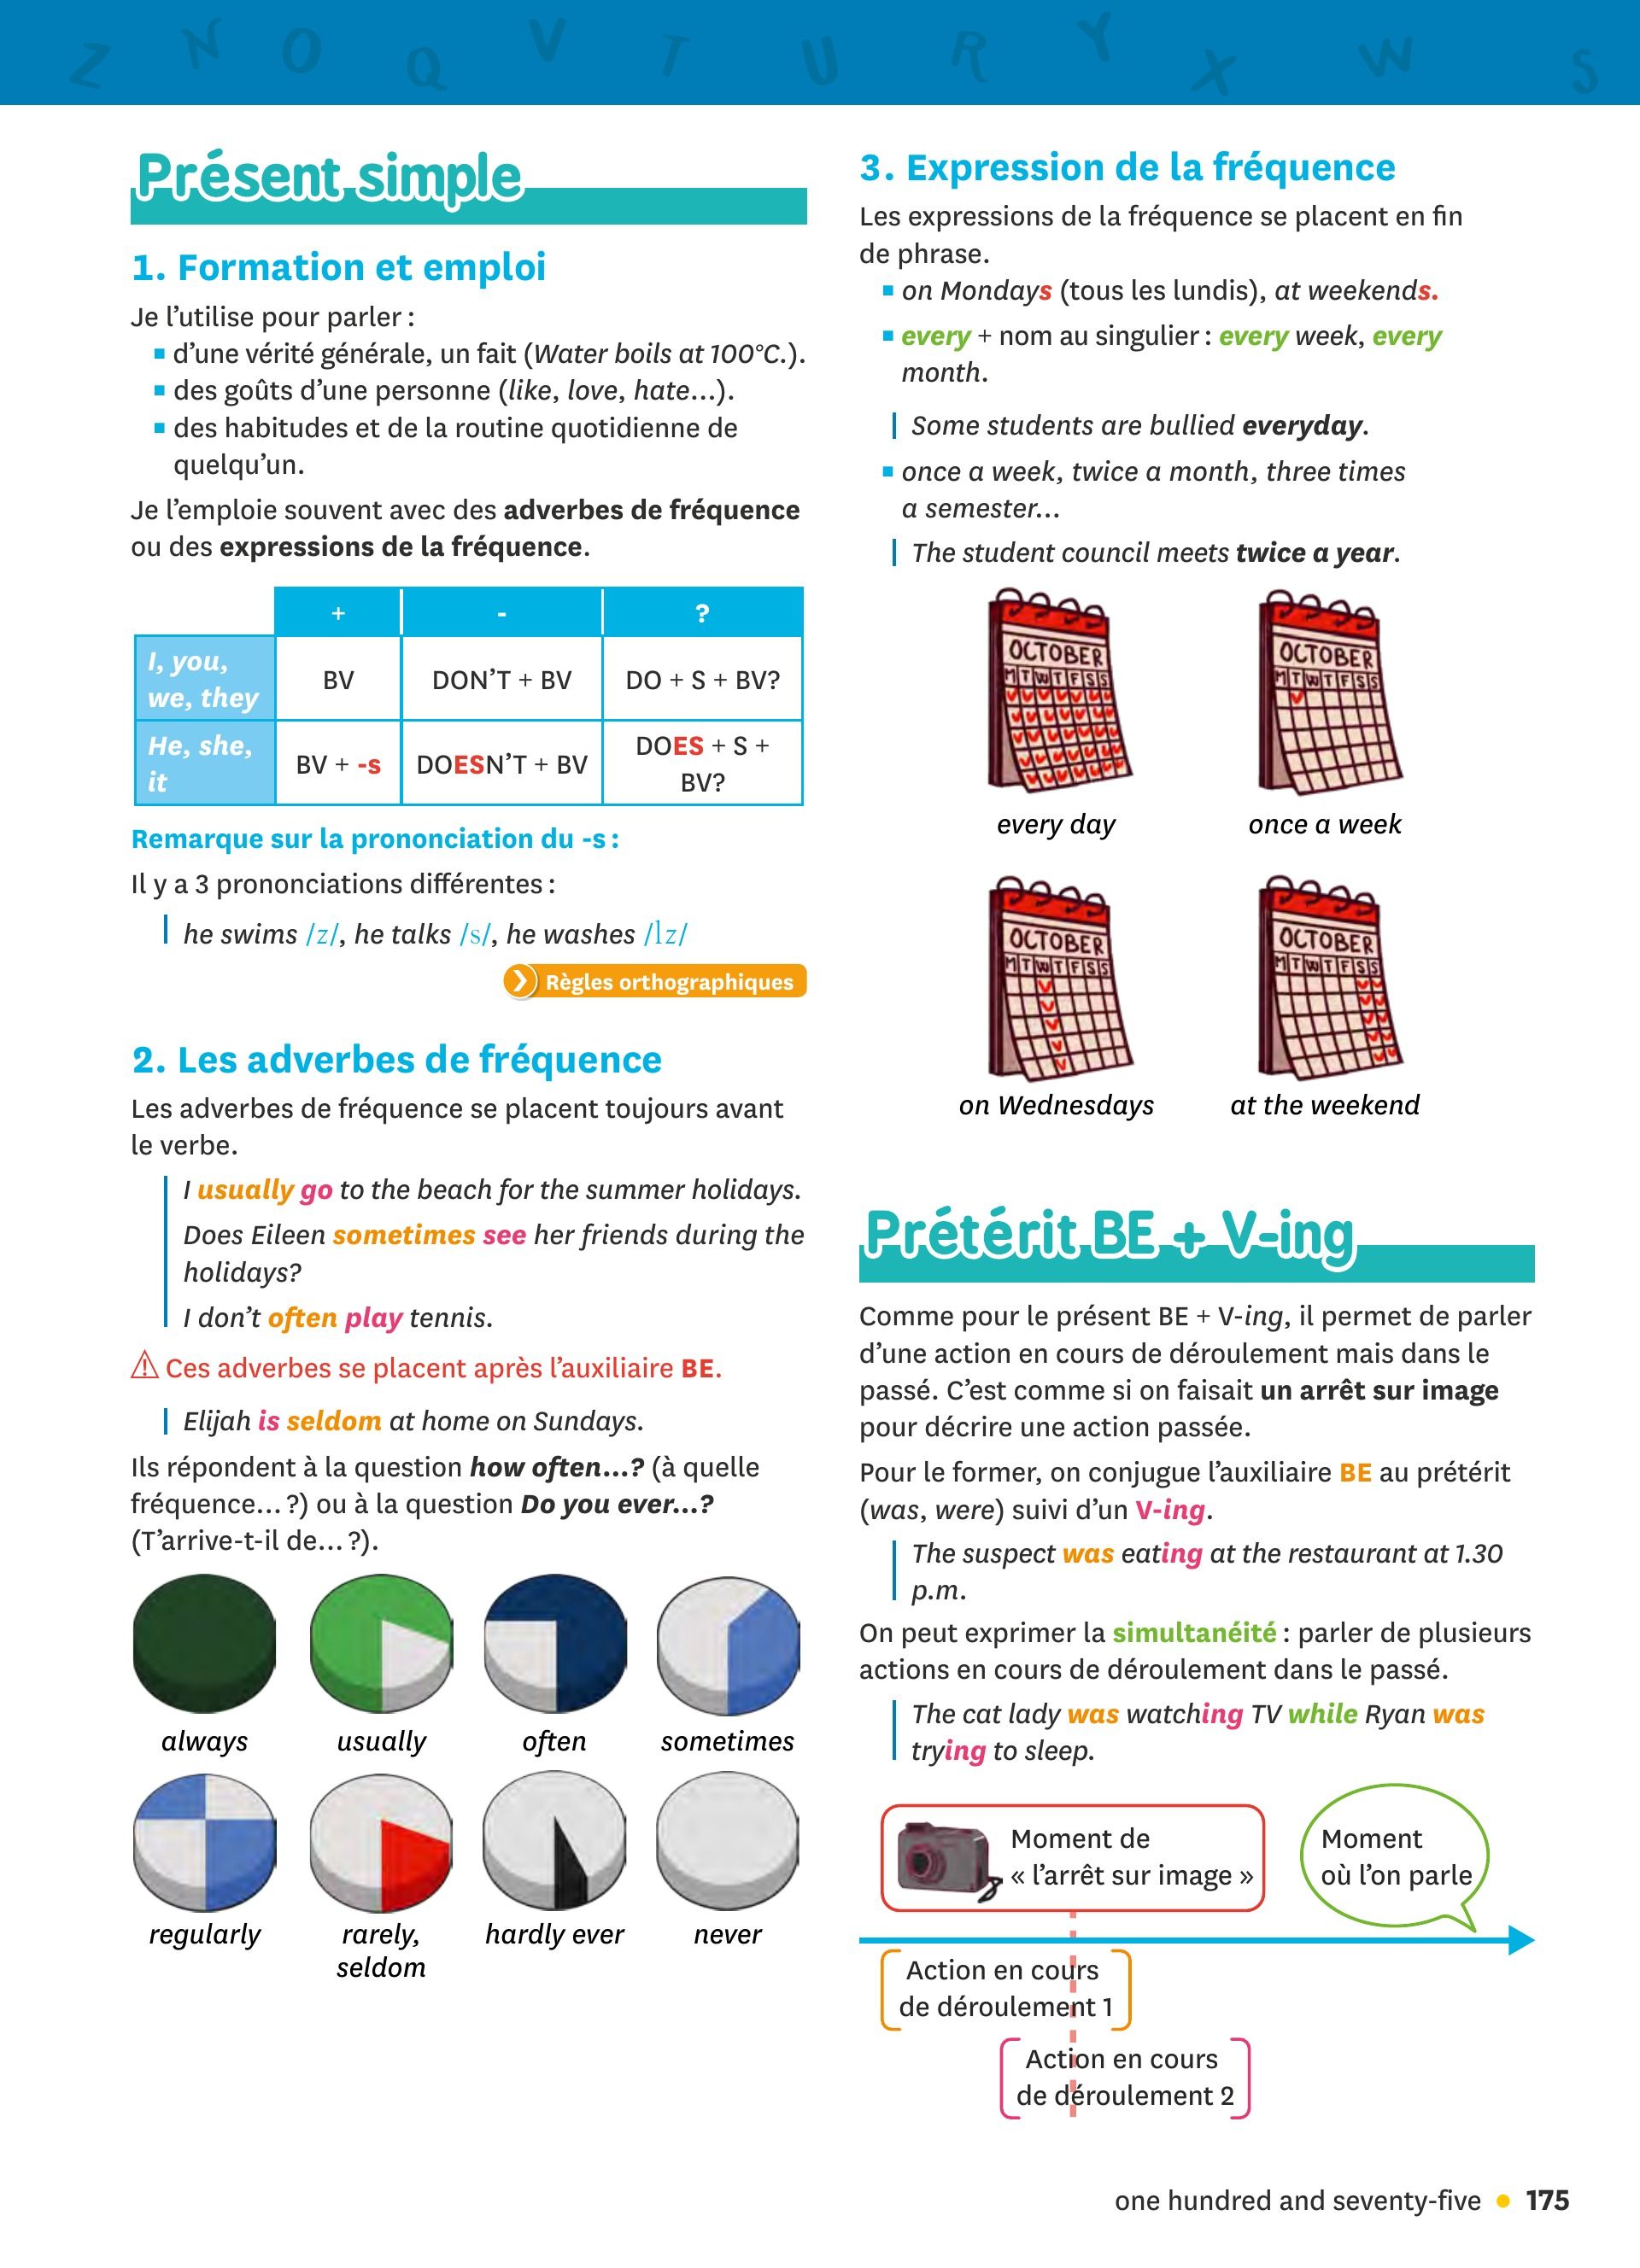 Z N O Q V T U R Y X W S
Présent simple
1. Formation et emploi
Je l'utilise pour parler :
▪ d'une vérité générale, un fait (Water boils at 100°C.).
▪ des goûts d'une personne (like, love, hate...).
▪ des habitudes et de la routine quotidienne de
quelqu'un.
Je l'emploie souvent avec des adverbes de fréquence
ou des expressions de la fréquence.
+ - ?
I, you,
we, they
BV DON'T + BV DO + S + BV?
He, she,
it
BV + -s DOESN'T + BV DOES + S +
BV?
Remarque sur la prononciation du -s :
Il y a 3 prononciations différentes :
he swims /z/, he talks /s/, he washes /lz/
Règles orthographiques
2. Les adverbes de fréquence
Les adverbes de fréquence se placent toujours avant
le verbe.
I usually go to the beach for the summer holidays.
Does Eileen sometimes see her friends during the
holidays?
I don't often play tennis.
⚠ Ces adverbes se placent après l'auxiliaire BE.
Elijah is seldom at home on Sundays.
Ils répondent à la question how often...? (à quelle
fréquence... ?) ou à la question Do you ever...?
(T'arrive-t-il de... ?).
always usually often sometimes
regularly rarely, hardly ever never
seldom
3. Expression de la fréquence
Les expressions de la fréquence se placent en fin
de phrase.
▪ on Mondays (tous les lundis), at weekends.
▪ every + nom au singulier : every week, every
month.
Some students are bullied everyday.
▪ once a week, twice a month, three times
a semester...
The student council meets twice a year.
OCTOBER
M T W T F S S
every day
OCTOBER
M T W T F S S
once a week
OCTOBER
M T W T F S S
on Wednesdays
OCTOBER
M T W T F S S
at the weekend
Prétérit BE + V-ing
Comme pour le présent BE + V-ing, il permet de parler
d'une action en cours de déroulement mais dans le
passé. C'est comme si on faisait un arrêt sur image
pour décrire une action passée.
Pour le former, on conjugue l'auxiliaire BE au prétérit
(was, were) suivi d'un V-ing.
The suspect was eating at the restaurant at 1.30
p.m.
On peut exprimer la simultanéité : parler de plusieurs
actions en cours de déroulement dans le passé.
The cat lady was watching TV while Ryan was
trying to sleep.
Moment de
« l'arrêt sur image »
Moment
où l'on parle
Action en cours
de déroulement 1
Action en cours
de déroulement 2
one hundred and seventy-five • 175